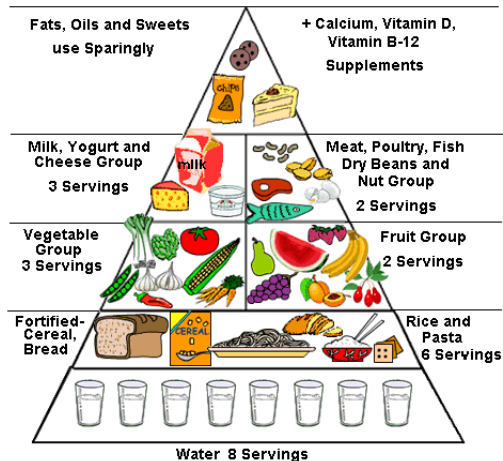 Fats, Oils and Sweets
use Sparingly
+ Calcium, Vitamin D,
Vitamin B-12
Supplements
chips
Milk, Yogurt and
Cheese Group
3 Servings
milk
YOGURT
Meat, Poultry, Fish
Dry Beans and
Nut Group
2 Servings
Vegetable
Group
3 Servings
Fruit Group
2 Servings
Fortified-
Cereal,
Bread
CEREAL
Rice and
Pasta
6 Servings
Water 8 Servings